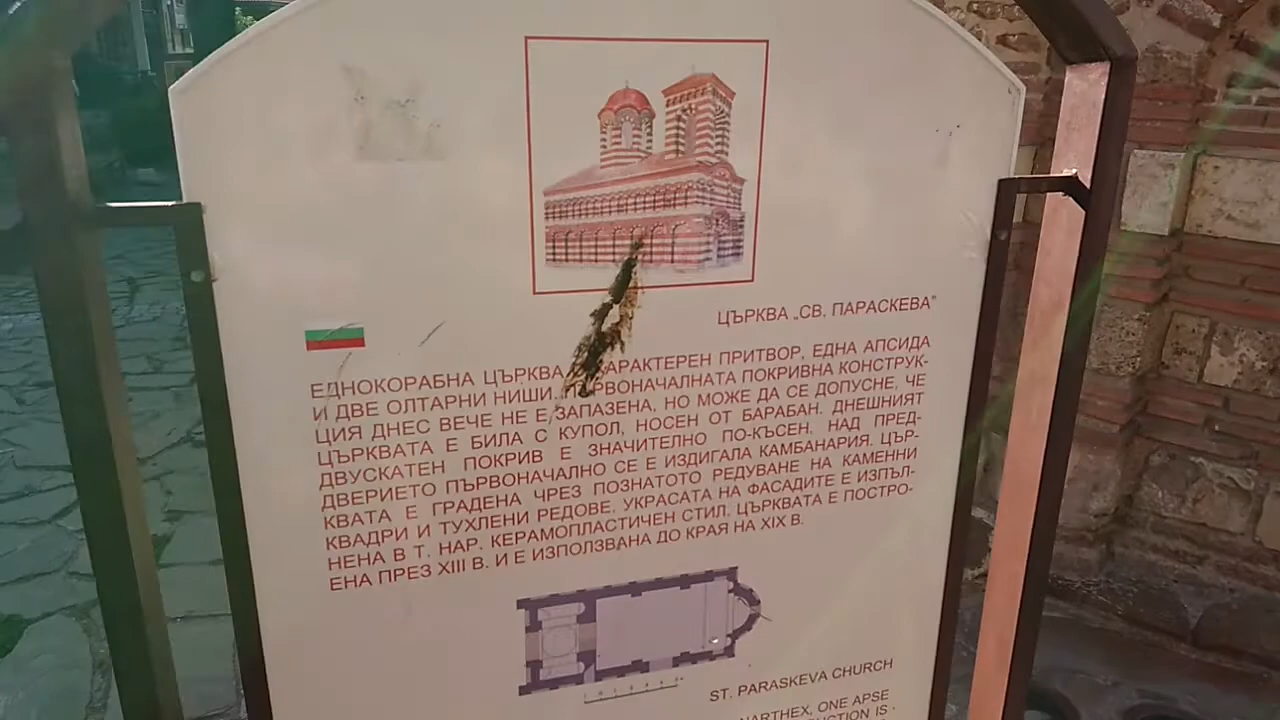 ЦЪРКВА „СВ. ПАРАСКЕВА"
ЕДНОКОРАБНА ЦЪРКВА ХАРАКТЕРЕН ПРИТВОР, ЕДНА АПСИДА
И ДВЕ ОЛТАРНИ НИШИ. ПЪРВОНАЧАЛНАТА ПОКРИВНА КОНСТРУК-
ЦИЯ ДНЕС ВЕЧЕ НЕ Е ЗАПАЗЕНА, НО МОЖЕ ДА СЕ ДОПУСНЕ, ЧЕ
ЦЪРКВАТА Е БИЛА С КУПОЛ, НОСЕН ОТ БАРАБАН. ДНЕШНИЯТ
ДВУСКАТЕН ПОКРИВ Е ЗНАЧИТЕЛНО ПО-КЪСЕН. НАД ПРЕД-
ДВЕРИЕТО ПЪРВОНАЧАЛНО СЕ Е ИЗДИГАЛА КАМБАНАРИЯ. ЦЪР-
КВАТА Е ГРАДЕНА ЧРЕЗ ПОЗНАТОТО РЕДУВАНЕ НА КАМЕННИ
КВАДРИ И ТУХЛЕНИ РЕДОВЕ. УКРАСАТА НА ФАСАДИТЕ Е ИЗПЪЛ-
НЕНА В Т. НАР. КЕРАМОПЛАСТИЧЕН СТИЛ. ЦЪРКВАТА Е ПОСТРО-
ЕНА ПРЕЗ XIII В. И Е ИЗПОЛЗВАНА ДО КРАЯ НА XIX В.
ST. PARASKEVA CHURCH
NARTHEX, ONE APSE
IS